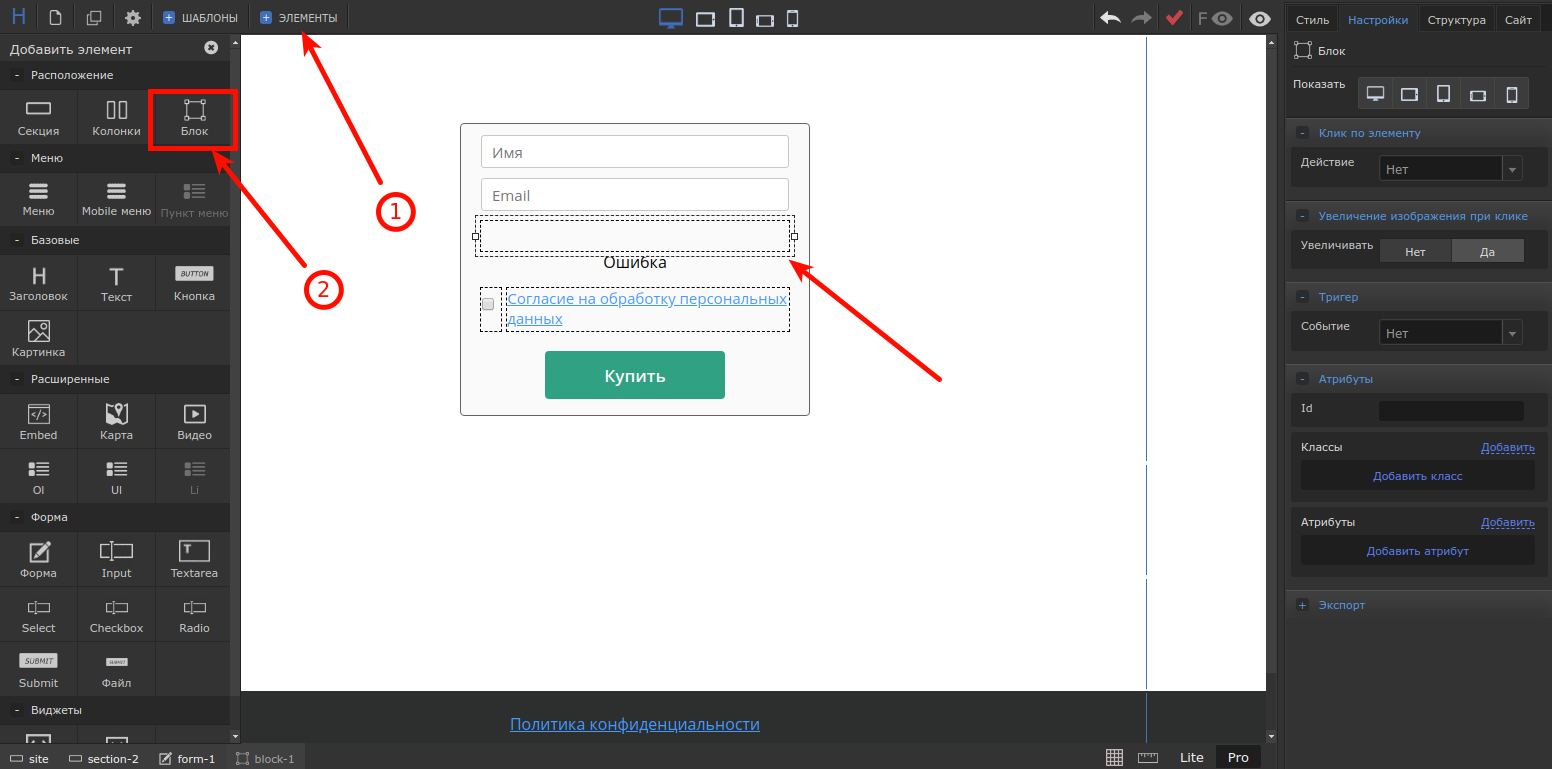 H
ШАБЛОНЫ
ЭЛЕМЕНТЫ
F
Стиль
Настройки
Структура
Сайт
Добавить элемент
Расположение
Секция
Колонки
Блок
Меню
Меню
Mobile меню
Пункт меню
Базовые
H
Заголовок
T
Текст
BUTTON
Кнопка
Картинка
Расширенные
Embed
Карта
Видео
Ol
Ul
Li
Форма
Форма
Input
T
Textarea
Select
Checkbox
Radio
SUBMIT
Submit
SUBMIT
Файл
Виджеты
1
2
Имя
Email
Ошибка
Согласие на обработку персональных
данных
Купить
Политика конфиденциальности
Блок
Показать
Клик по элементу
Действие
Нет
Увеличение изображения при клике
Увеличивать
Нет
Да
Тригер
Событие
Нет
Атрибуты
Id
Классы
Добавить
Добавить класс
Атрибуты
Добавить
Добавить атрибут
Экспорт
site
section-2
form-1
block-1
Lite
Pro